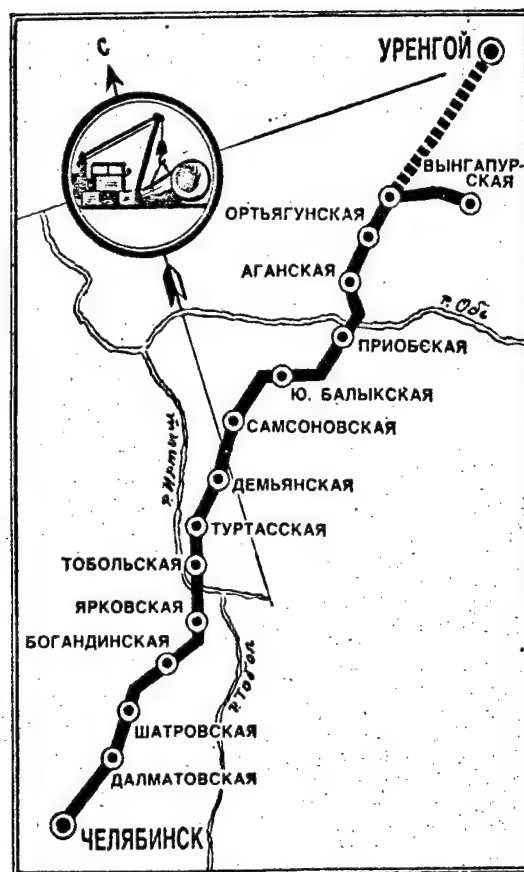 С
УРЕНГОЙ
ВЫНГАПУР-
СКАЯ
ОРТЬЯГУНСКАЯ
АГАНСКАЯ
р. Обь
ПРИОБСКАЯ
Ю. БАЛЫКСКАЯ
САМСОНОВСКАЯ
р. Иртыш
ДЕМЬЯНСКАЯ
ТУРТАССКАЯ
ТОБОЛЬСКАЯ
ЯРКОВСКАЯ
БОГАНДИНСКАЯ
р. Тобол
ШАТРОВСКАЯ
ДАЛМАТОВСКАЯ
ЧЕЛЯБИНСК